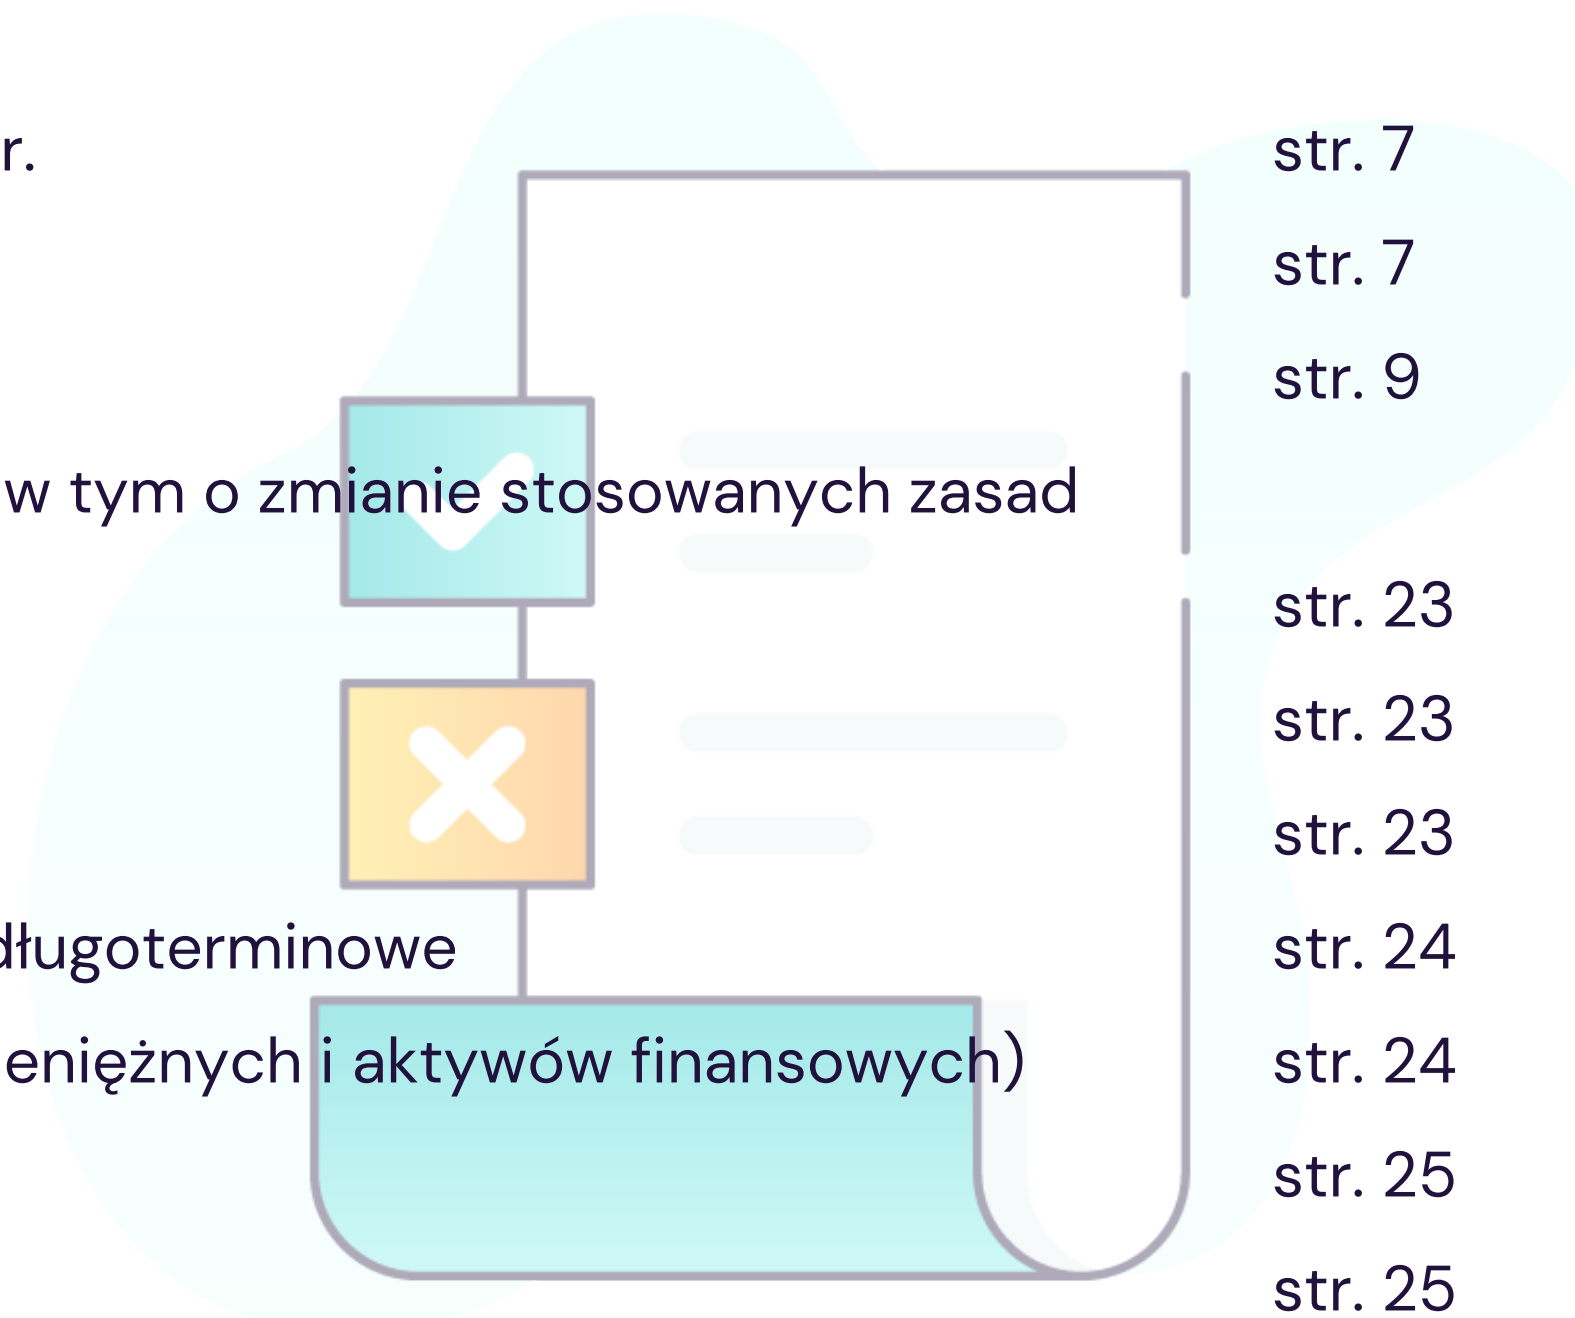 r. str. 7
str. 7
str. 9
w tym o zmianie stosowanych zasad
str. 23
str. 23
str. 23
długoterminowe str. 24
eniężnych i aktywów finansowych) str. 24
str. 25
str. 25